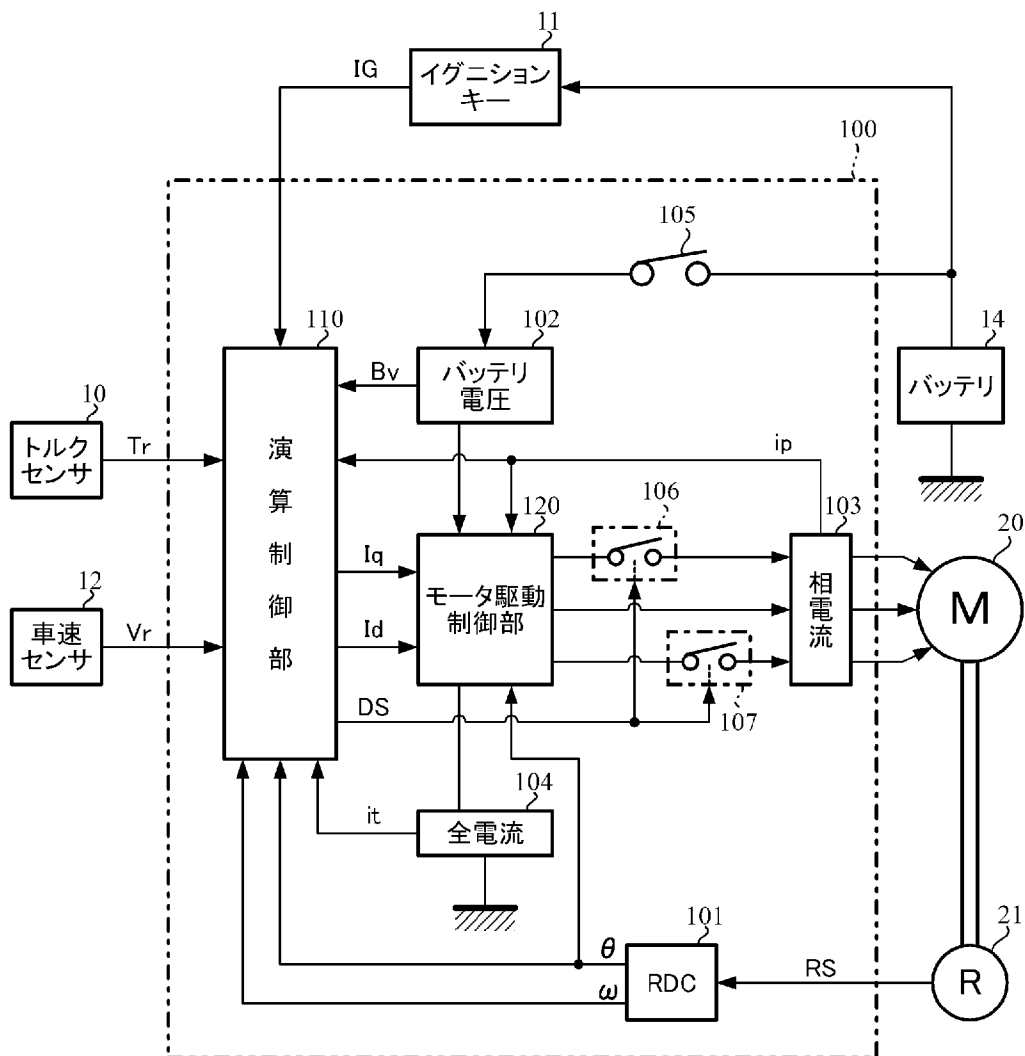 11
IG
イグニション
キー
100
105
110
102
14
Bv
バッテリ
電圧
バッテリ
10
Tr
トルク
センサ
演算制御部
ip
106
120
103
20
Iq
モータ駆動
制御部
相電流
M
12
Vr
車速
センサ
Id
DS
107
104
it
全電流
101
21
θ
ω
RDC
RS
R